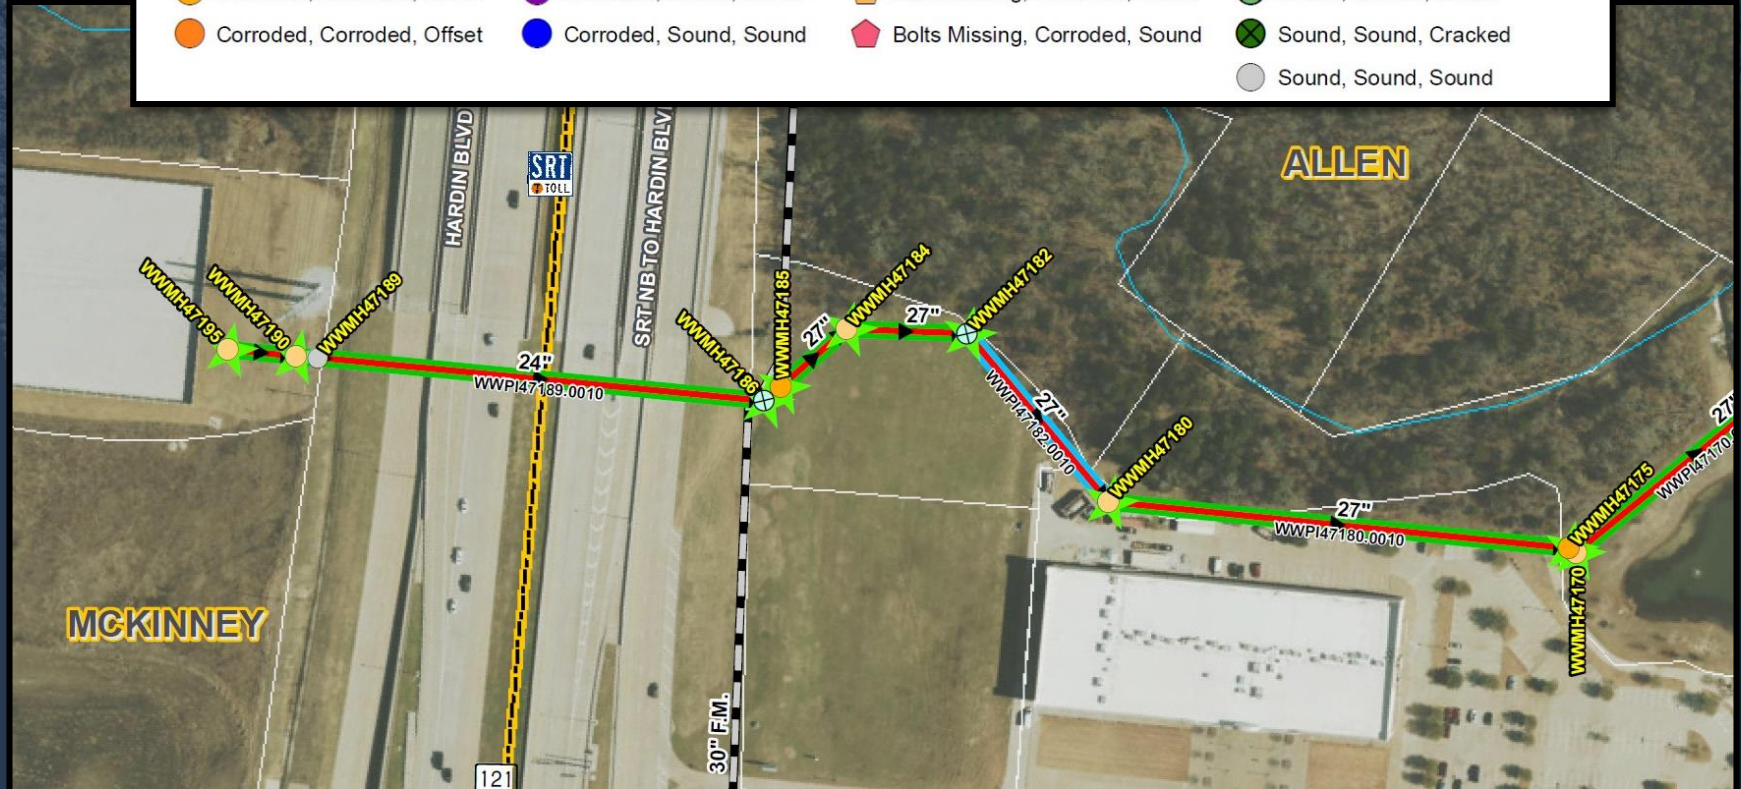 Corroded, Corroded, Offset
Corroded, Sound, Sound
Bolts Missing, Corroded, Sound
Sound, Sound, Cracked
Sound, Sound, Sound
HARDIN BLVD
SRT
TOLL
SRT NB TO HARDIN BLV
ALLEN
WWMH47195
WWMH47190
WWMH47189
24"
WWPI47189.0010
WWMH47186
WWMH47185
27"
WWMH47184
27"
WWMH47182
27"
WWPI47182.0010
WWMH47180
27"
WWPI47180.0010
WWMH47175
WWMH47170
27"
WWPI47170.
MCKINNEY
30" F.M.
121